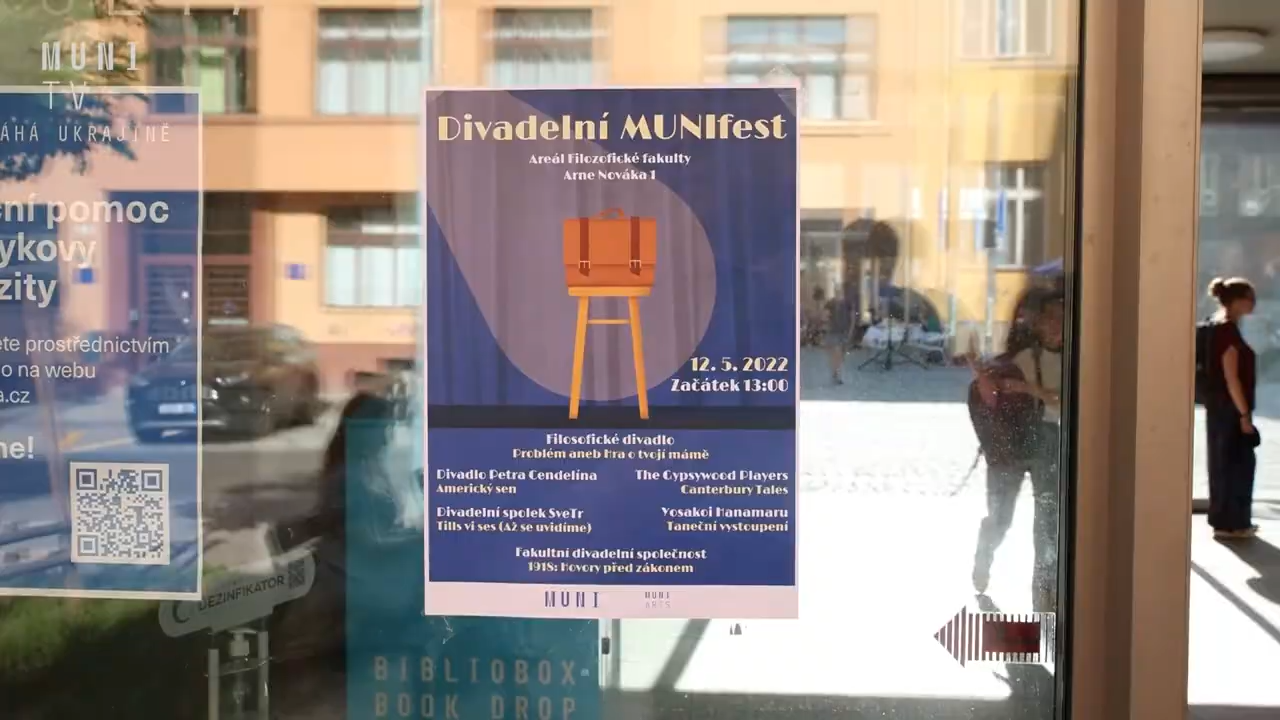 MUNI
TV
ÁHÁ UKRAJINĚ
ní pomoc
ykovy
zity
ete prostřednictvím
o na webu
a.cz
ne!
DEZINFIKÁTOR
Divadelní MUNIfest
Areál Filozofické fakulty
Arne Nováka 1
12. 5. 2022
Začátek 13:00
Filosofické divadlo
Problém aneb Hra o tvojí mámě
Divadlo Petra Cendelína
Americký sen
The Gypsywood Players
Canterbury Tales
Divadelní spolek SveTr
Tills vi ses (Až se uvidíme)
Yosakoi Hanamaru
Taneční vystoupení
Fakultní divadelní společnost
1918: Hovory před zákonem
MUNI
MUNI
ARTS
BIBLIOBOX
BOOK DROP